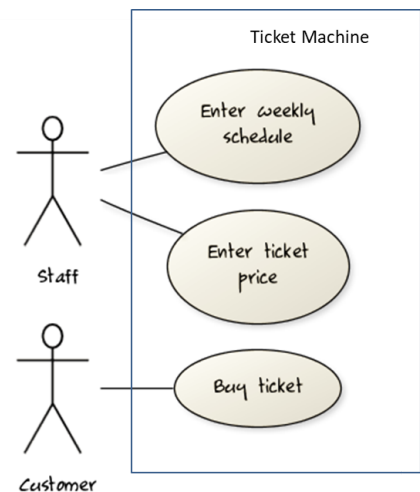 Ticket Machine
Enter weekly
schedule
Staff
Enter ticket
price
Buy ticket
Customer